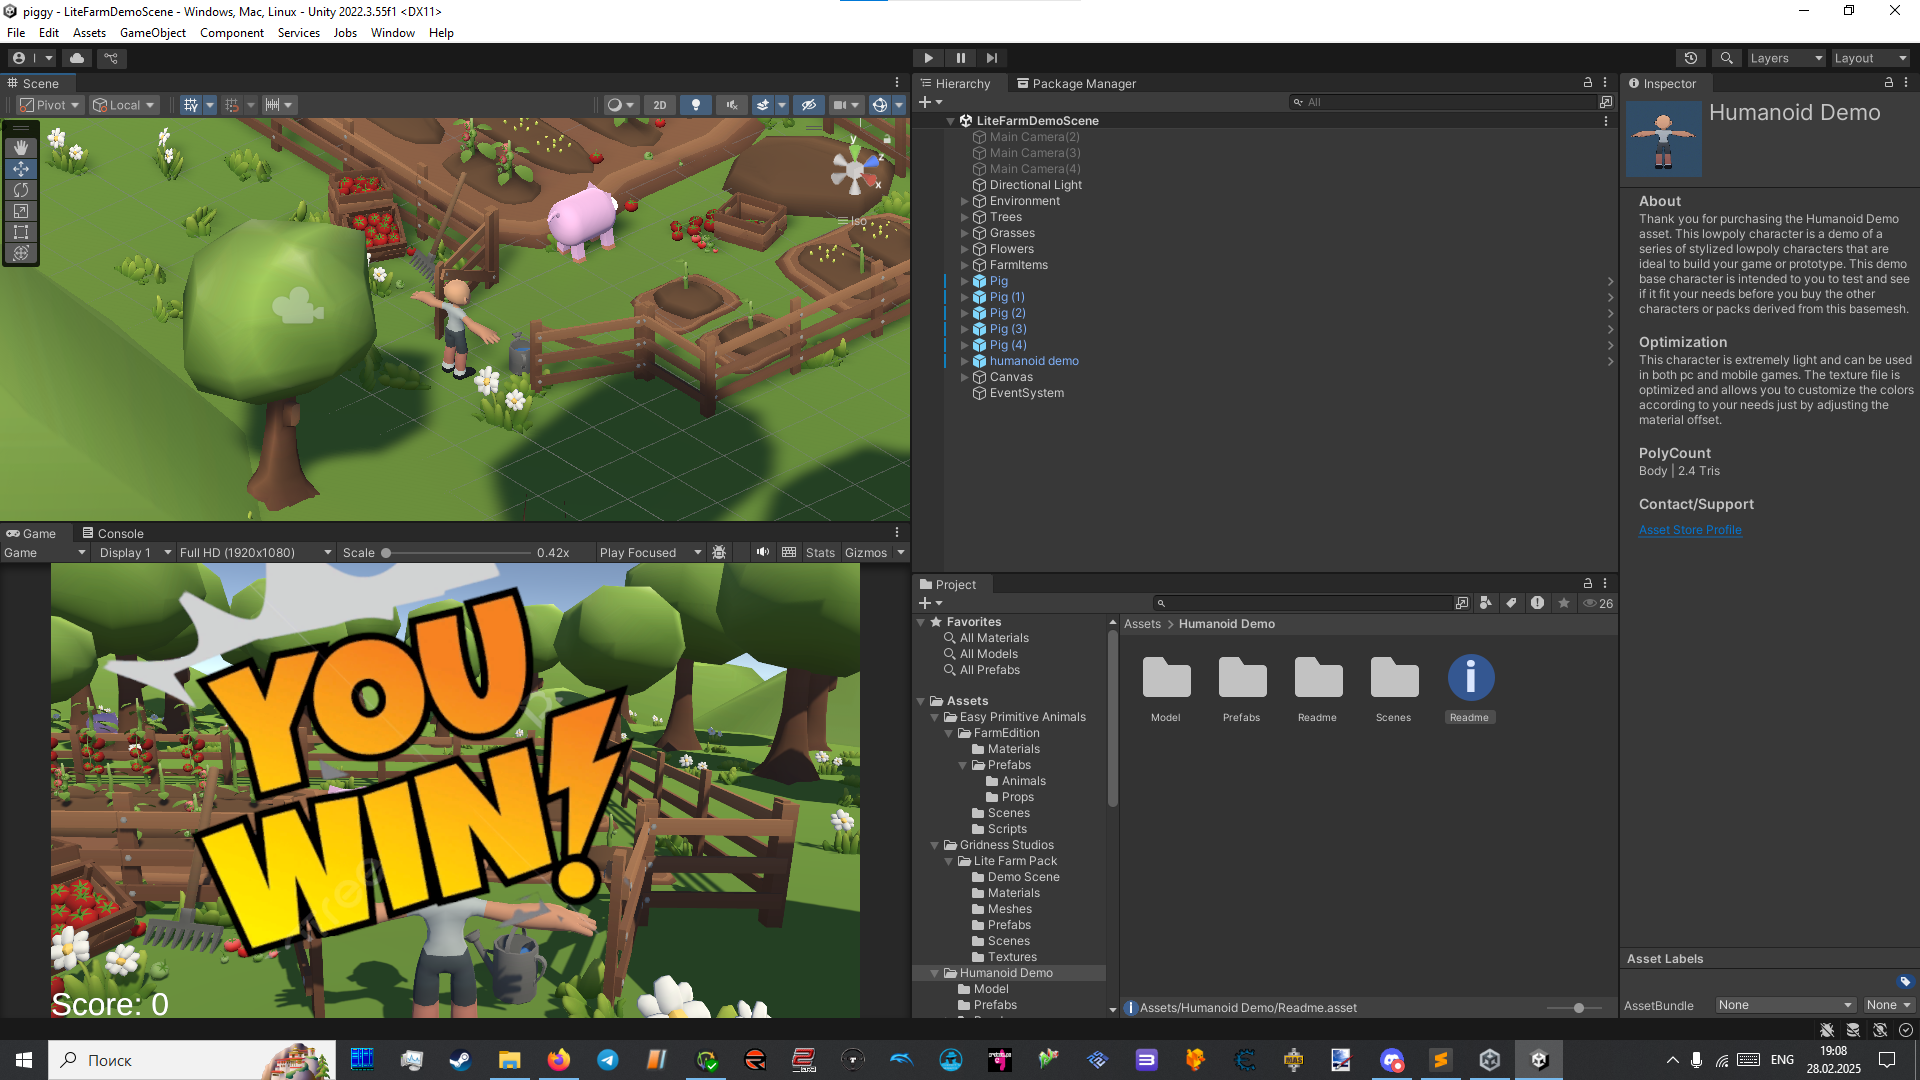 piggy - LiteFarmDemoScene - Windows, Mac, Linux - Unity 2022.3.55f1 <DX11>
File Edit Assets GameObject Component Services Jobs Window Help
I
Layers Layout
Scene
Pivot Local 2D
y
z
x
Iso
Game Console
Game Display 1 Full HD (1920x1080) Scale 0.42x Play Focused Stats Gizmos
YOU
WIN!
Score: 0
Hierarchy Package Manager
All
LiteFarmDemoScene
Main Camera(2)
Main Camera(3)
Main Camera(4)
Directional Light
Environment
Trees
Grasses
Flowers
FarmItems
Pig
Pig (1)
Pig (2)
Pig (3)
Pig (4)
humanoid demo
Canvas
EventSystem
Project
26
Favorites
All Materials
All Models
All Prefabs
Assets
Easy Primitive Animals
FarmEdition
Materials
Prefabs
Animals
Props
Scenes
Scripts
Gridness Studios
Lite Farm Pack
Demo Scene
Materials
Meshes
Prefabs
Scenes
Textures
Humanoid Demo
Model
Prefabs
Assets > Humanoid Demo
Model Prefabs Readme Scenes Readme
Assets/Humanoid Demo/Readme.asset
Inspector
Humanoid Demo
About
Thank you for purchasing the Humanoid Demo
asset. This lowpoly character is a demo of a
series of stylized lowpoly characters that are
ideal to build your game or prototype. This demo
base character is intended to you to test and see
if it fit your needs before you buy the other
characters or packs derived from this basemesh.
Optimization
This character is extremely light and can be used
in both pc and mobile games. The texture file is
optimized and allows you to customize the colors
according to your needs just by adjusting the
material offset.
PolyCount
Body | 2.4 Tris
Contact/Support
Asset Store Profile
Asset Labels
AssetBundle None None
Поиск
ENG
19:08
28.02.2025